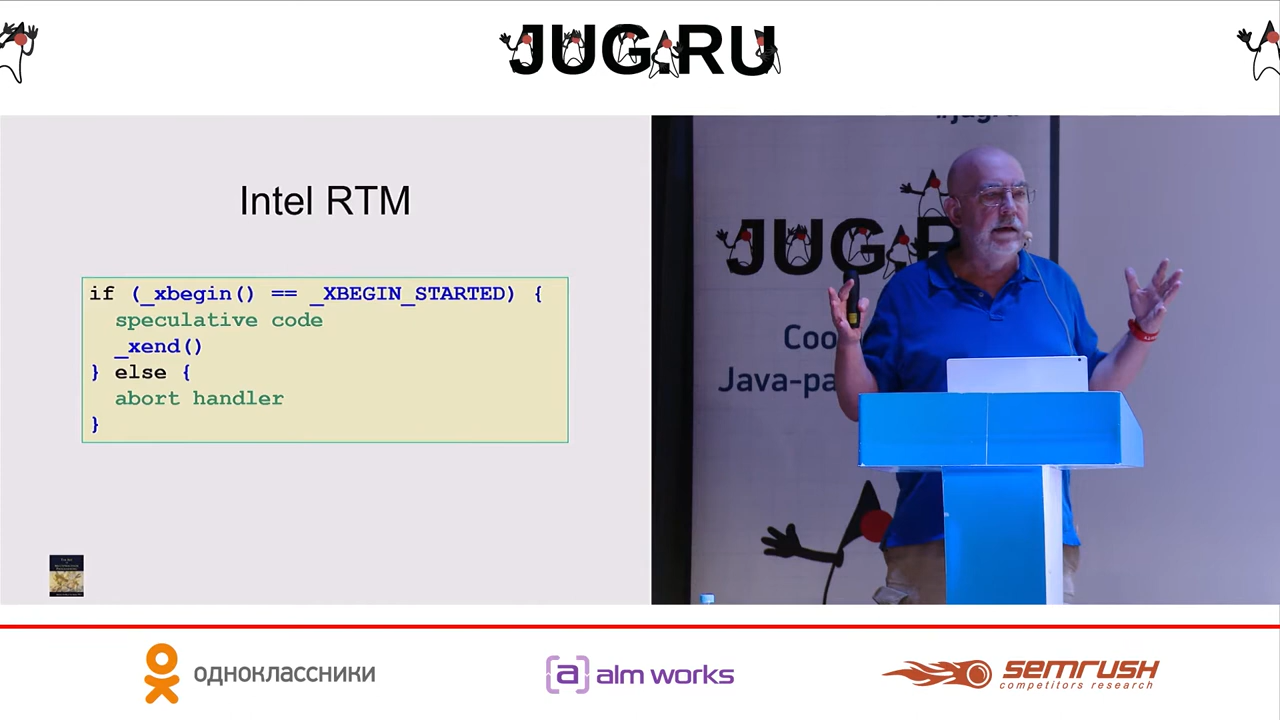 JUG.RU
Intel RTM
if (_xbegin() == _XBEGIN_STARTED) {
speculative code
_xend()
} else {
abort handler
}
JUG.R
Coo
Java-pa
одноклассники
[a] alm works
semrush
competitors research